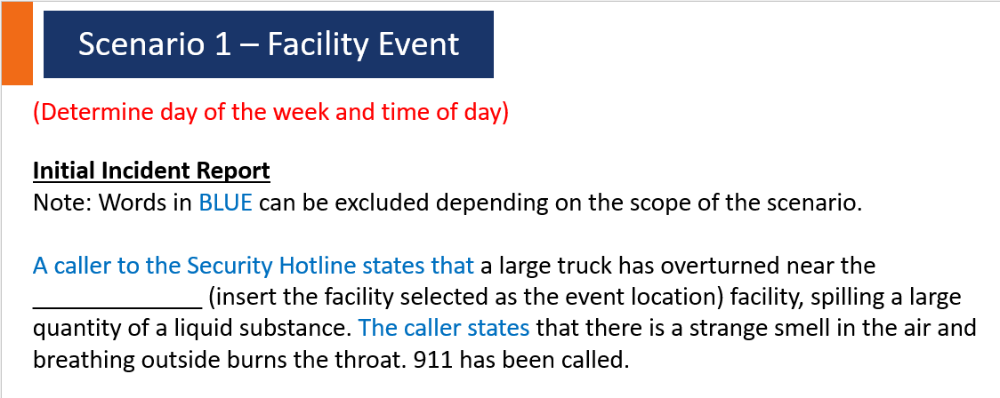 Scenario 1 – Facility Event
(Determine day of the week and time of day)
Initial Incident Report
Note: Words in BLUE can be excluded depending on the scope of the scenario.
A caller to the Security Hotline states that a large truck has overturned near the
_____________ (insert the facility selected as the event location) facility, spilling a large
quantity of a liquid substance. The caller states that there is a strange smell in the air and
breathing outside burns the throat. 911 has been called.